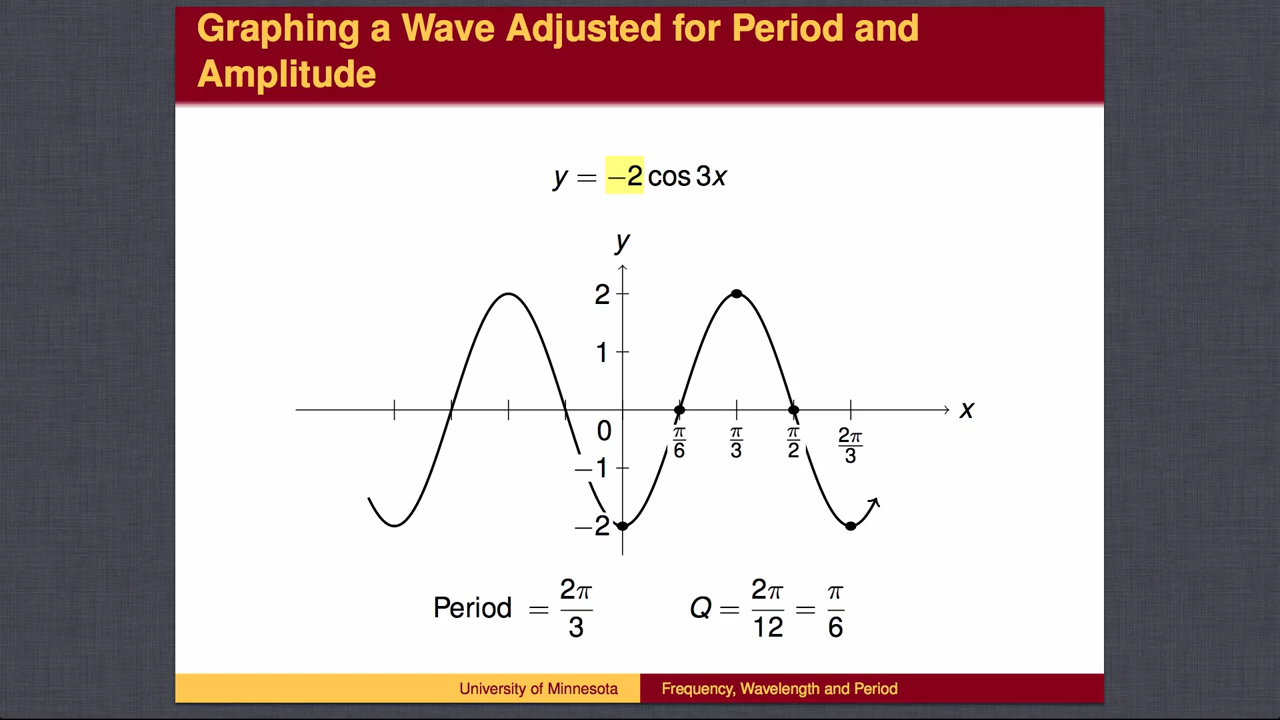 Graphing a Wave Adjusted for Period and
Amplitude
y = −2 cos 3x
y
2
1
0
−1
−2
π/6 π/3 π/2 2π/3
x
Period = 2π/3 Q = 2π/12 = π/6
University of Minnesota Frequency, Wavelength and Period